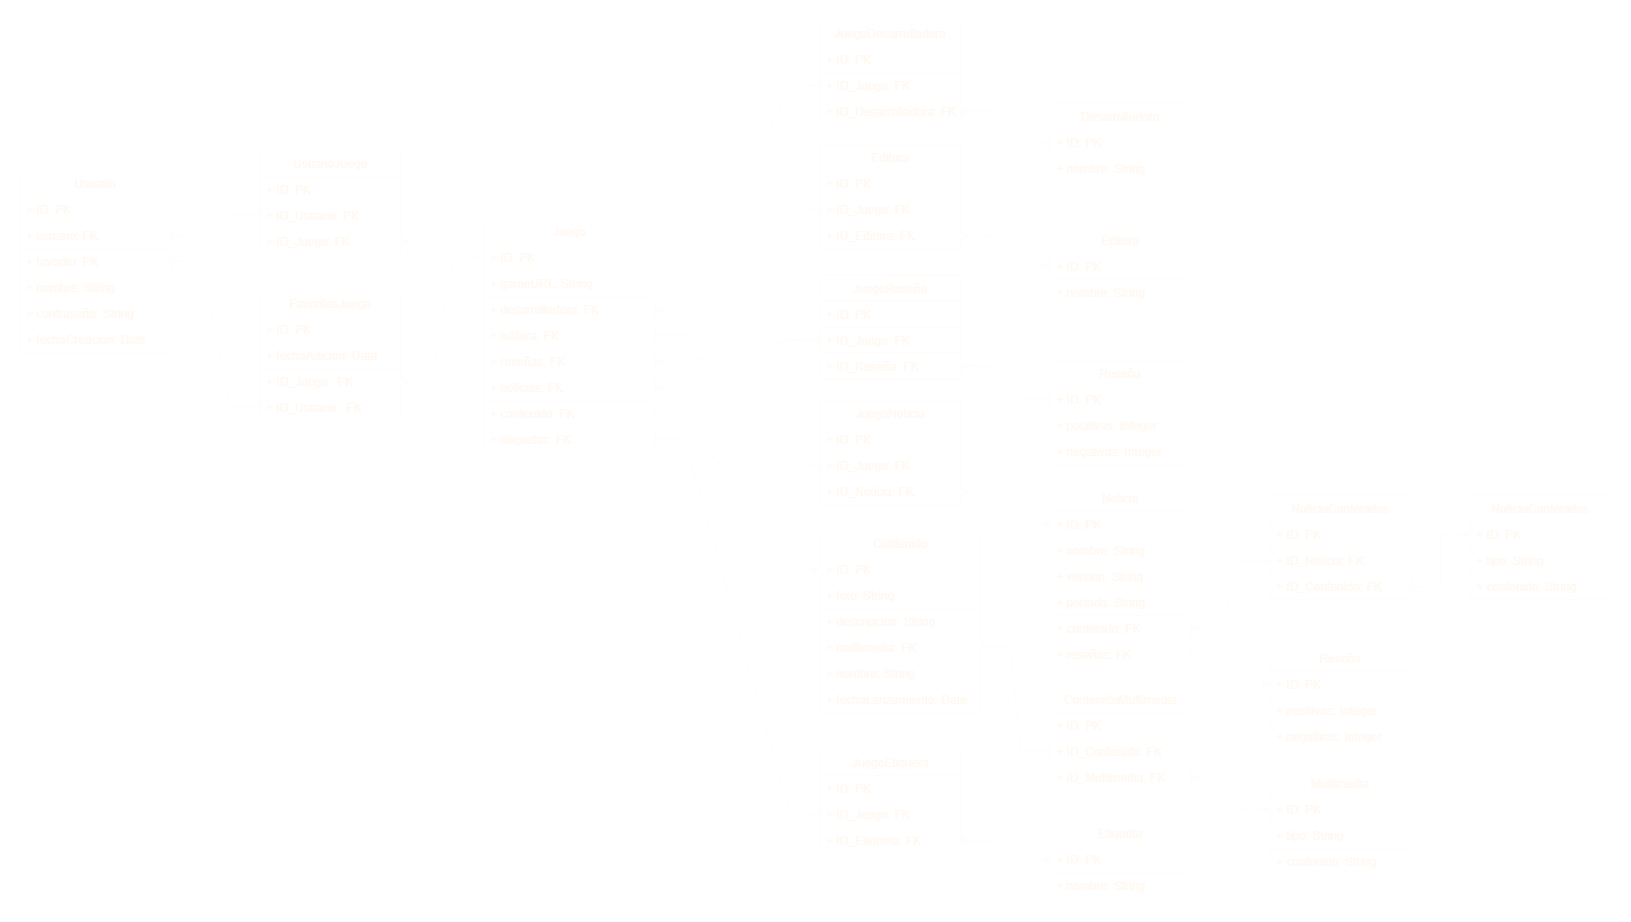 JuegoDesarrolladora
+ ID: PK
+ ID_Juego: FK
+ ID_Desarrolladora: FK
Desarrolladora
+ ID: PK
+ nombre: String
Editora
+ ID: PK
+ ID_Juego: FK
+ ID_Editora: FK
Editora
+ ID: PK
+ nombre: String
Usuario
+ ID: PK
+ usuario: FK
+ favorito: FK
+ nombre: String
+ contraseña: String
+ fechaCreacion: Date
UsuarioJuego
+ ID: PK
+ ID_Usuario: PK
+ ID_Juego: FK
FavoritosJuego
+ ID: PK
+ fechaAdicion: Date
+ ID_Juego: FK
+ ID_Usuario: FK
Juego
+ ID: PK
+ String
+ desarrolladora: FK
+ editora: FK
+ reseñas: FK
+ noticias: FK
+ contenido: FK
+ etiquetas: FK
JuegoReseña
+ ID: PK
+ ID_Juego: FK
+ ID_Reseña: FK
Reseña
+ ID: PK
+ positivas: Integer
+ negativas: Integer
JuegoNoticia
+ ID: PK
+ ID_Juego: FK
+ ID_Noticia: FK
Noticia
+ ID: PK
+ nombre: String
+ version: String
+ portada: String
+ contenido: FK
+ reseñas: FK
NoticiaContenidos
+ ID: PK
+ ID_Noticia: FK
+ ID_Contenido: FK
NoticiaContenidos
+ ID: PK
+ tipo: String
+ contenido: String
Contenido
+ ID: PK
+ tipo: String
+ descripcion: String
+ multimedia: FK
+ nombre: String
+ fechaLanzamiento: Date
Reseña
+ ID: PK
+ positivas: Integer
+ negativas: Integer
ContenidoMultimedia
+ ID: PK
+ ID_Contenido: FK
+ ID_Multimedia: FK
JuegoEtiqueta
+ ID: PK
+ ID_Juego: FK
+ ID_Etiqueta: FK
Multimedia
+ ID: PK
+ tipo: String
+ contenido: String
Etiqueta
+ ID: PK
+ nombre: String